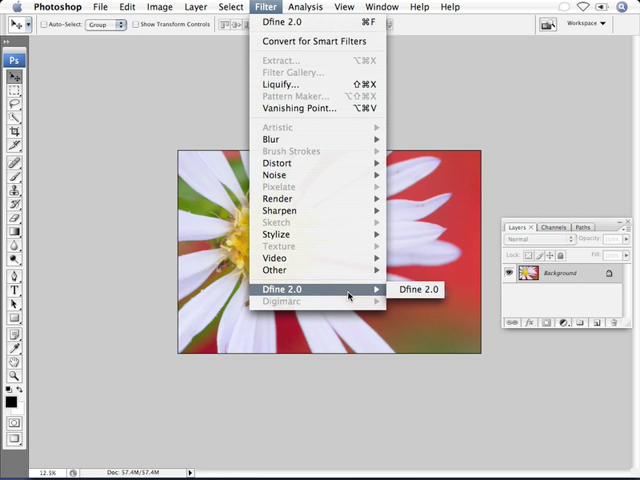 Photoshop File Edit Image Layer Select Filter Analysis View Window Help Help
Auto-Select: Group Show Transform Controls Workspace
Ps
Dfine 2.0 ⌘F
Convert for Smart Filters
Extract... ⌥⌘X
Filter Gallery...
Liquify... ⇧⌘X
Pattern Maker... ⌥⇧⌘X
Vanishing Point... ⌥⌘V
Artistic
Blur
Brush Strokes
Distort
Noise
Pixelate
Render
Sharpen
Sketch
Stylize
Texture
Video
Other
Dfine 2.0
Dfine 2.0
Digimarc
Layers Channels Paths
Normal Opacity:
Lock: Fill:
Background
12.5% Doc: 57.4M/57.4M